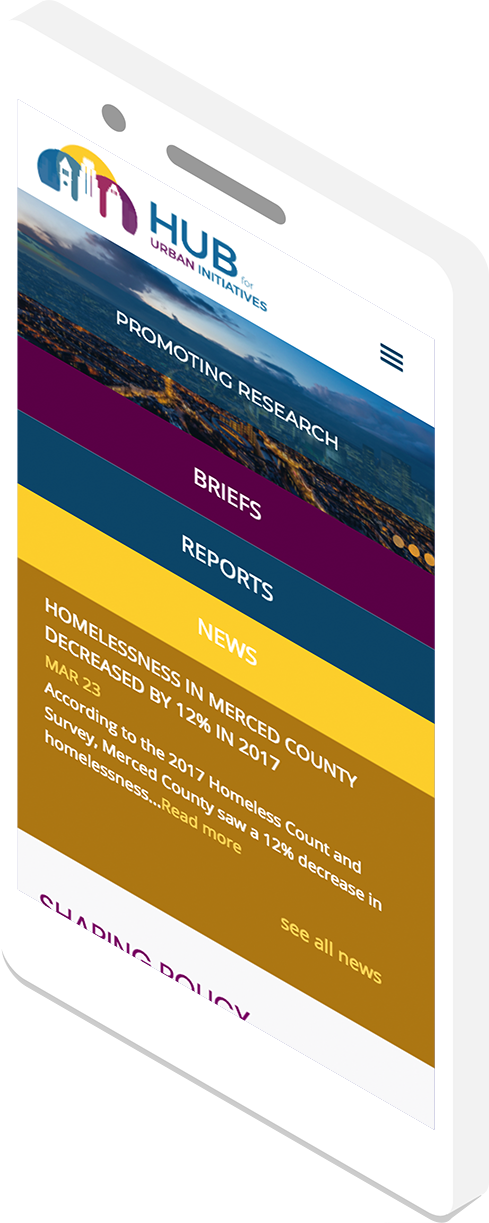 HUB for
URBAN INITIATIVES
PROMOTING RESEARCH
BRIEFS
REPORTS
NEWS
HOMELESSNESS IN MERCED COUNTY
DECREASED BY 12% IN 2017
MAR 23
According to the 2017 Homeless Count and
Survey, Merced County saw a 12% decrease in
homelessness...Read more
see all news
SHARING POLICY